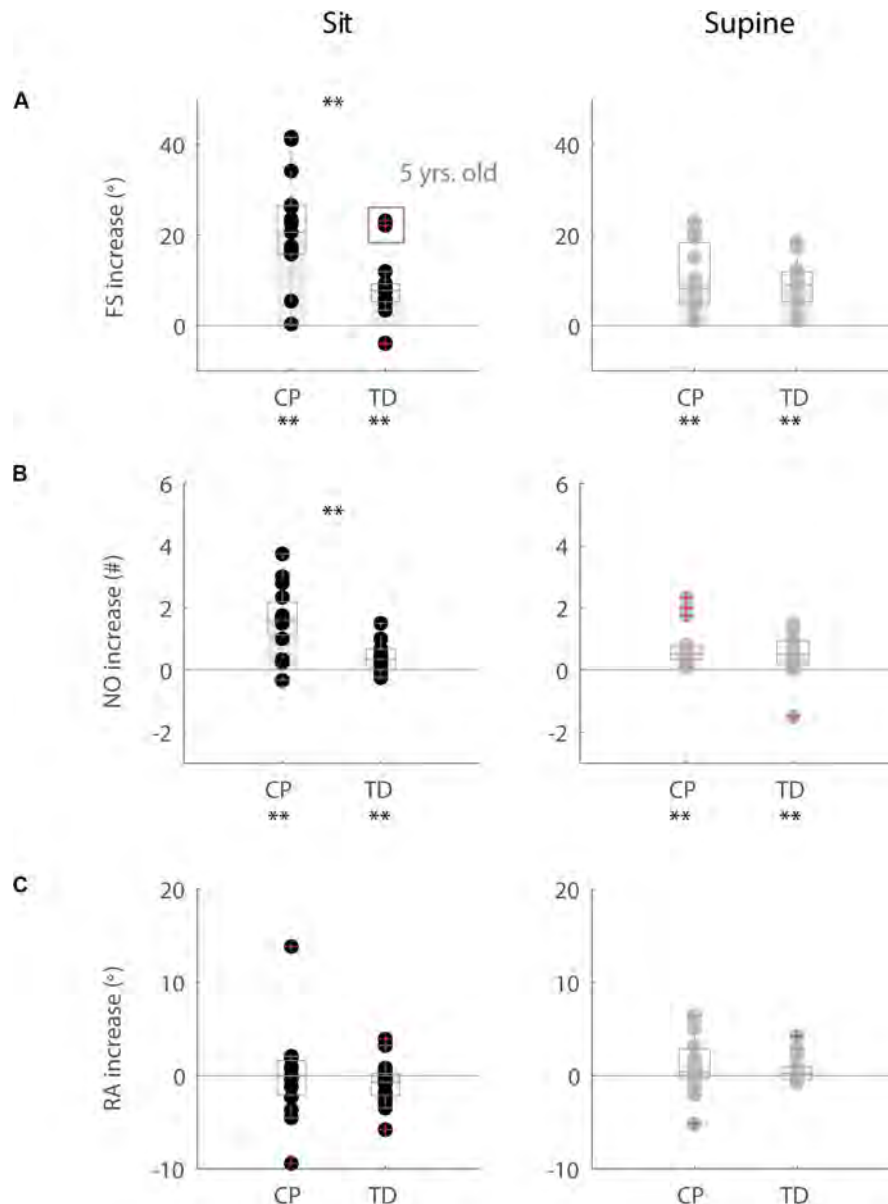 Sit Supine
A
** 
40 40
5 yrs. old
FS increase (°)
20 20
0 0
CP TD CP TD
** ** ** **
B
6 6
**
4 4
NO increase (#)
2 2
0 0
-2 -2
CP TD CP TD
** ** ** **
C
20 20
RA increase (°)
10 10
0 0
-10 -10
CP TD CP TD